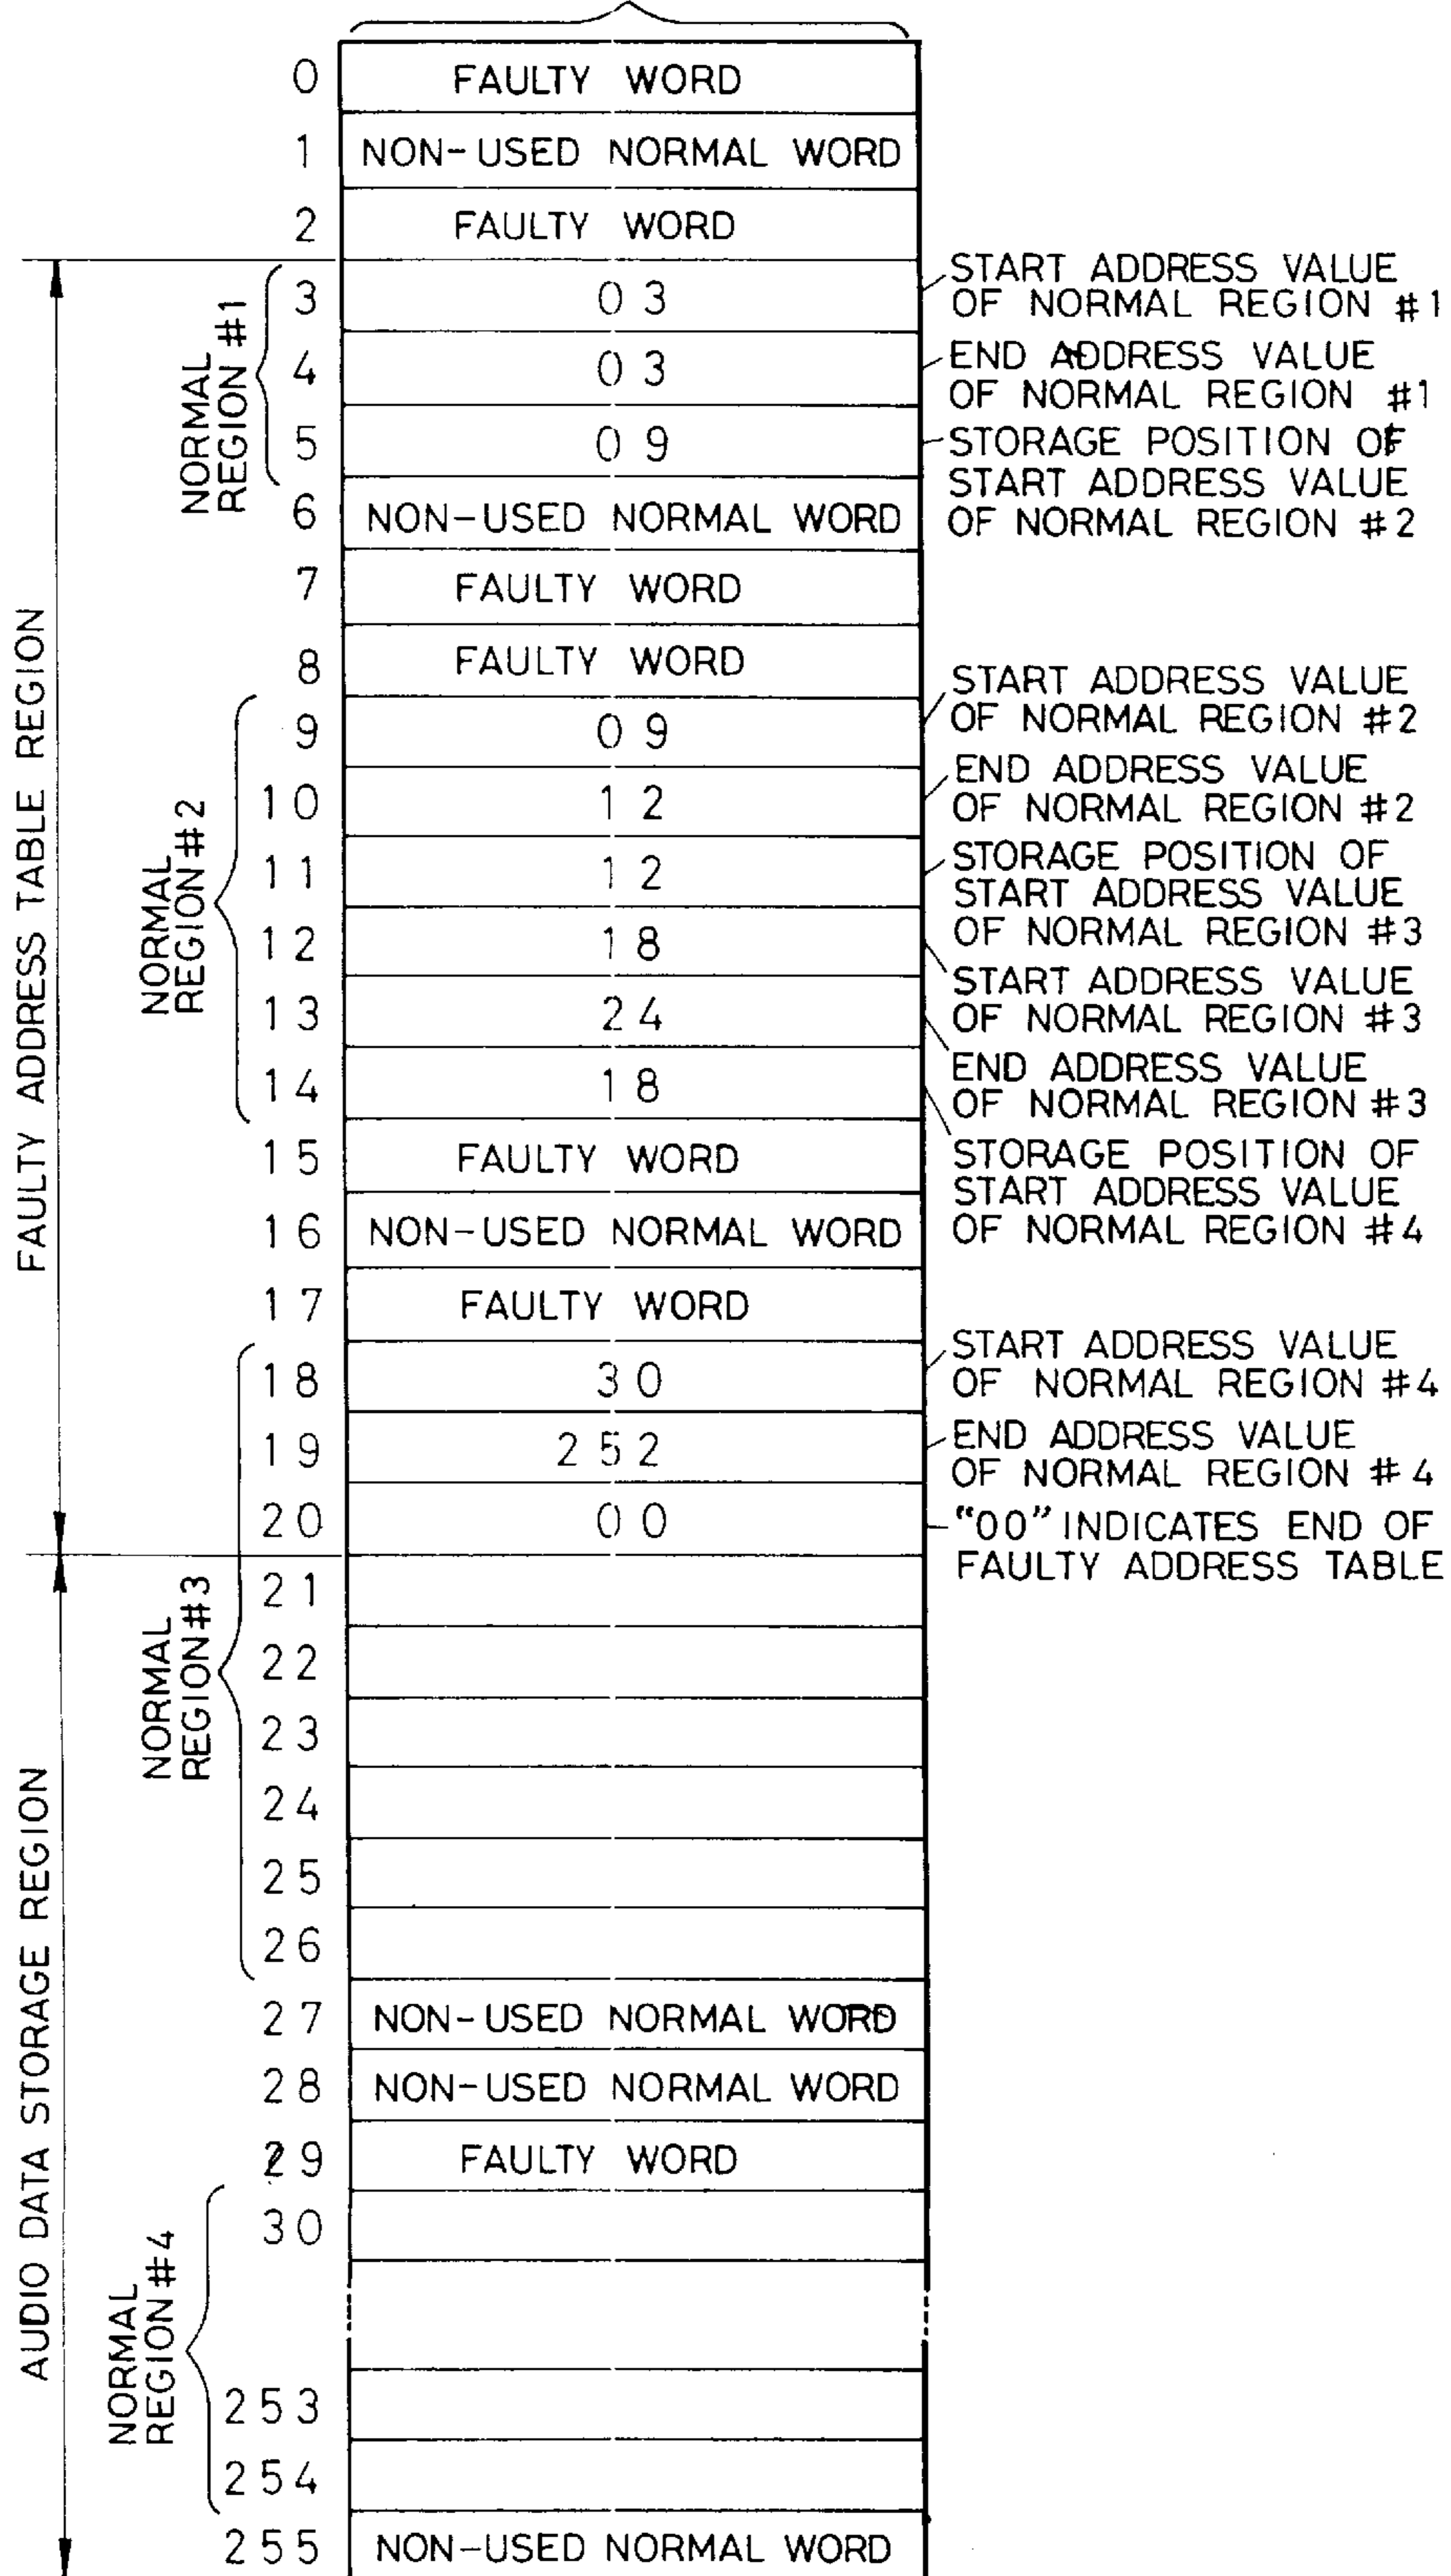 0 FAULTY WORD
1 NON-USED NORMAL WORD
2 FAULTY WORD
3 03
4 03
5 09
6 NON-USED NORMAL WORD
7 FAULTY WORD
8 FAULTY WORD
9 09
10 12
11 12
12 18
13 24
14 18
15 FAULTY WORD
16 NON-USED NORMAL WORD
17 FAULTY WORD
18 30
19 252
20 00
21
22
23
24
25
26
27 NON-USED NORMAL WORD
28 NON-USED NORMAL WORD
29 FAULTY WORD
30
253
254
255 NON-USED NORMAL WORD
FAULTY ADDRESS TABLE REGION
AUDIO DATA STORAGE REGION
NORMAL
REGION #1
NORMAL
REGION #2
NORMAL
REGION #3
NORMAL
REGION #4
START ADDRESS VALUE
OF NORMAL REGION #1
END ADDRESS VALUE
OF NORMAL REGION #1
STORAGE POSITION OF
START ADDRESS VALUE
OF NORMAL REGION #2
START ADDRESS VALUE
OF NORMAL REGION #2
END ADDRESS VALUE
OF NORMAL REGION #2
STORAGE POSITION OF
START ADDRESS VALUE
OF NORMAL REGION #3
START ADDRESS VALUE
OF NORMAL REGION #3
END ADDRESS VALUE
OF NORMAL REGION #3
STORAGE POSITION OF
START ADDRESS VALUE
OF NORMAL REGION #4
START ADDRESS VALUE
OF NORMAL REGION #4
END ADDRESS VALUE
OF NORMAL REGION #4
"00" INDICATES END OF
FAULTY ADDRESS TABLE